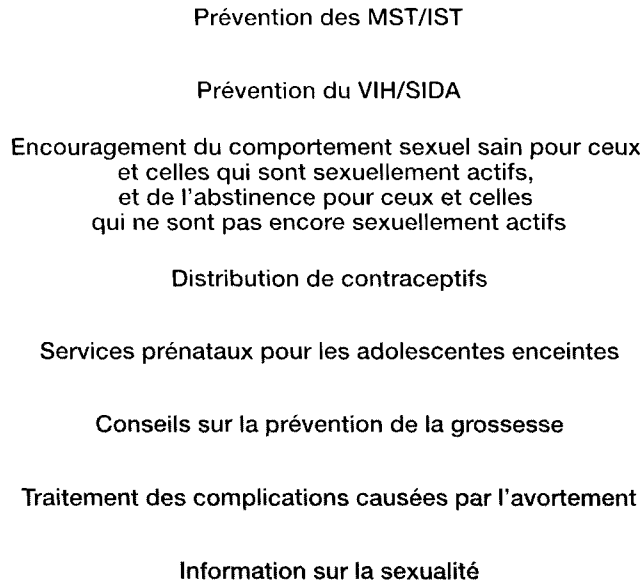 Prévention des MST/IST
Prévention du VIH/SIDA
Encouragement du comportement sexuel sain pour ceux
et celles qui sont sexuellement actifs,
et de l'abstinence pour ceux et celles
qui ne sont pas encore sexuellement actifs
Distribution de contraceptifs
Services prénataux pour les adolescentes enceintes
Conseils sur la prévention de la grossesse
Traitement des complications causées par l'avortement
Information sur la sexualité